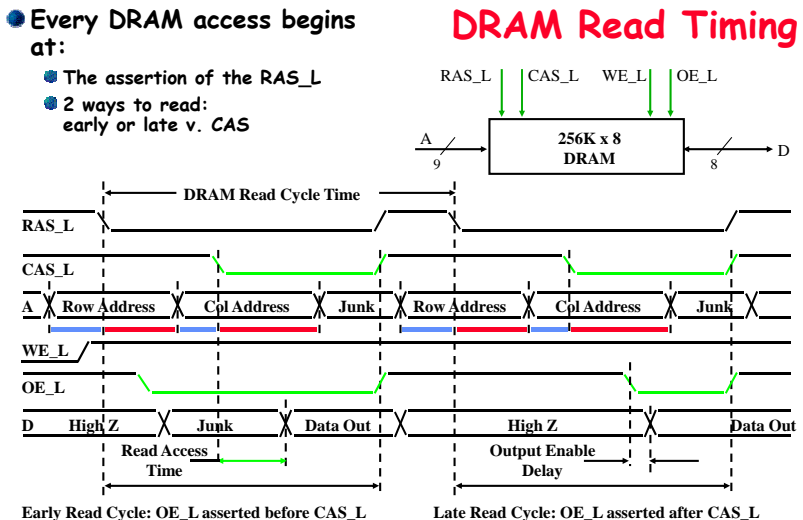 Every DRAM access begins
at:
The assertion of the RAS_L
2 ways to read:
early or late v. CAS
DRAM Read Timing
RAS_L CAS_L WE_L OE_L
A 9
256K x 8
DRAM
8 D
DRAM Read Cycle Time
RAS_L
CAS_L
A Row Address Col Address Junk Row Address Col Address Junk
WE_L
OE_L
D High Z Junk Data Out High Z Data Out
Read Access
Time
Output Enable
Delay
Early Read Cycle: OE_L asserted before CAS_L
Late Read Cycle: OE_L asserted after CAS_L